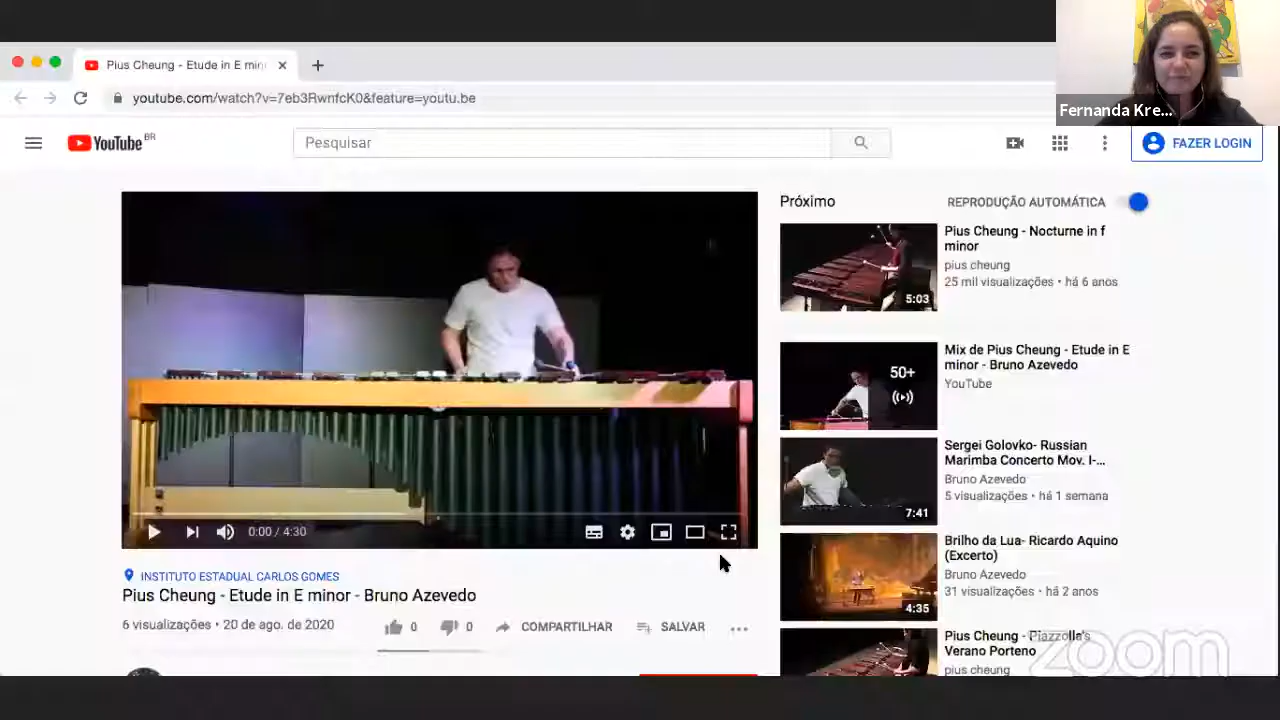 Pius Cheung - Etude in E min
youtube.com/watch?v=7eb3RwnfcK0&feature=youtu.be
Fernanda Kre...
YouTube BR
Pesquisar
FAZER LOGIN
Próximo
REPRODUÇÃO AUTOMÁTICA
Pius Cheung - Nocturne in f
minor
pius cheung
25 mil visualizações • há 6 anos
5:03
Mix de Pius Cheung - Etude in E
minor - Bruno Azevedo
YouTube
50+
Sergei Golovko- Russian
Marimba Concerto Mov. I-...
Bruno Azevedo
5 visualizações • há 1 semana
7:41
Brilho da Lua- Ricardo Aquino
(Excerto)
Bruno Azevedo
31 visualizações • há 2 anos
4:35
Pius Cheung - Piazzolla's
Verano Porteno
pius cheung
0:00 / 4:30
INSTITUTO ESTADUAL CARLOS GOMES
Pius Cheung - Etude in E minor - Bruno Azevedo
6 visualizações • 20 de ago. de 2020
0
0
COMPARTILHAR
SALVAR
zoom